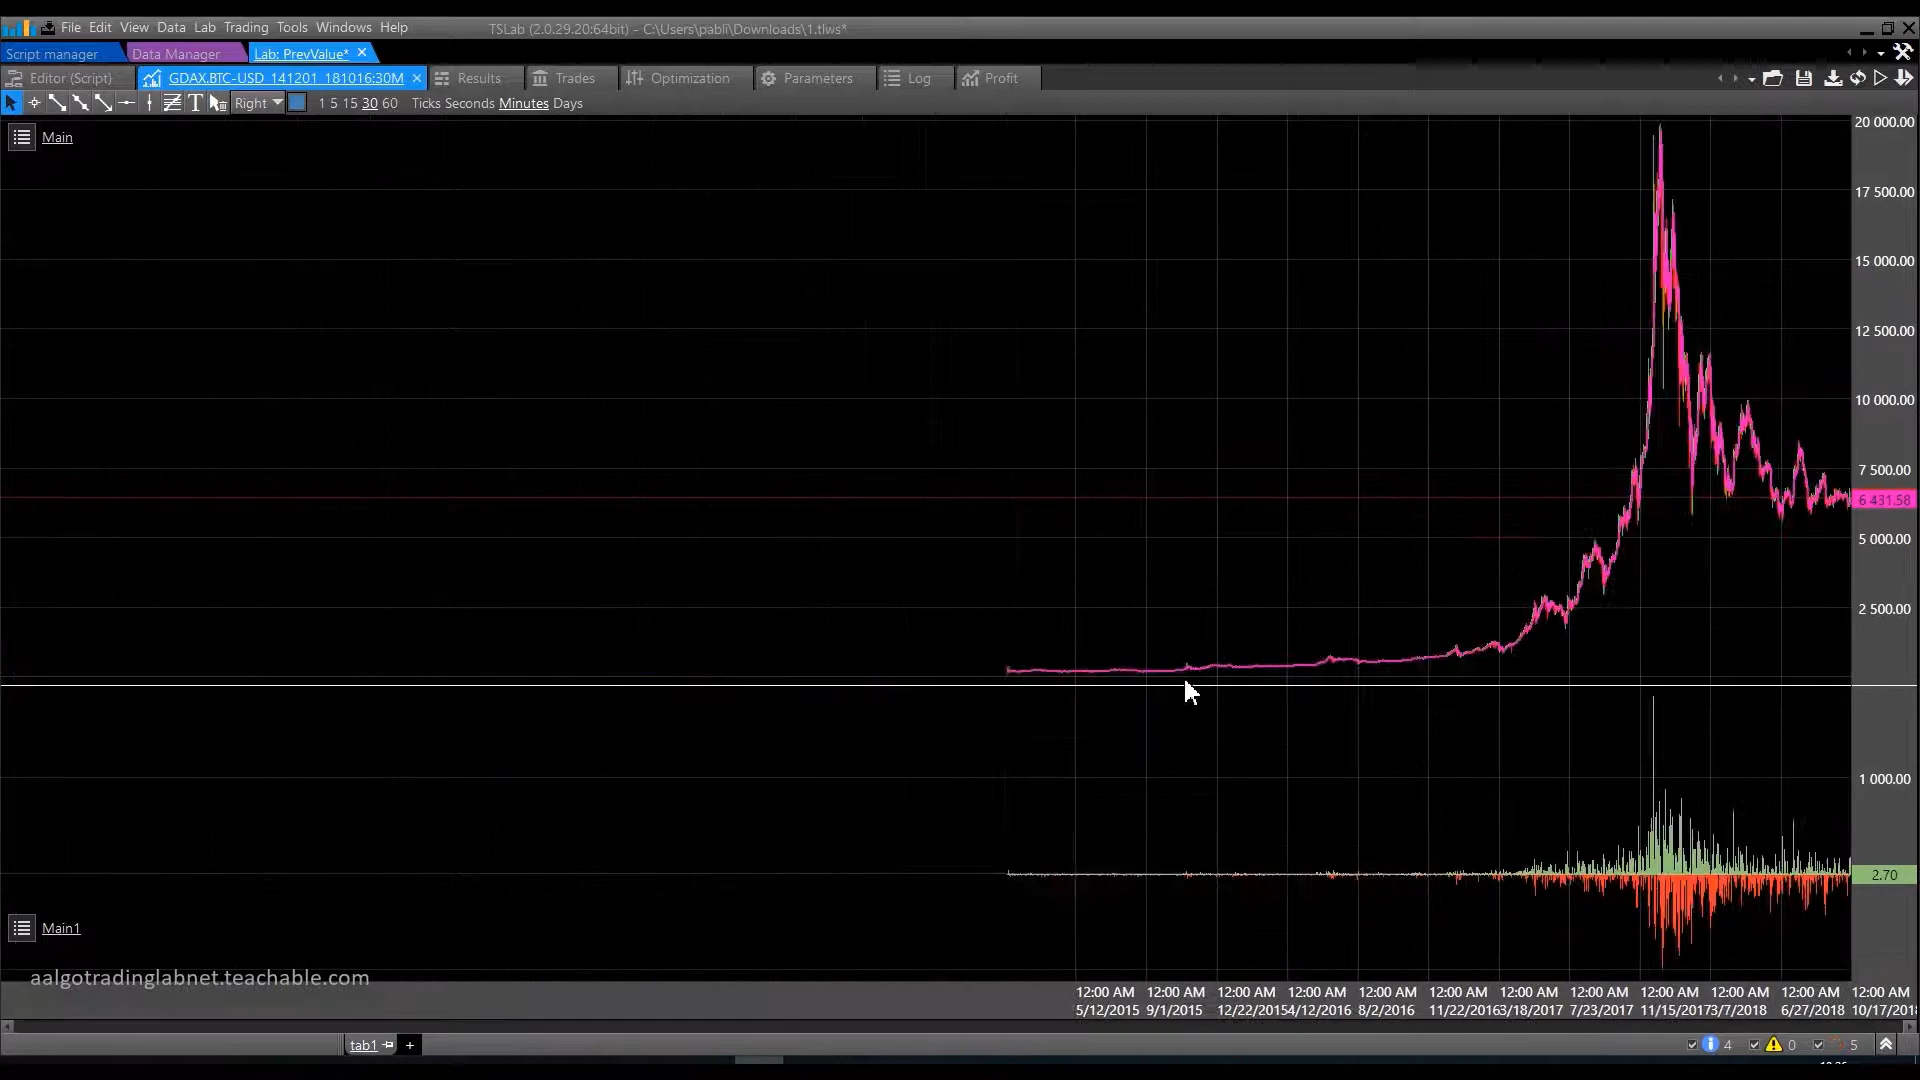 File Edit View Data Lab Trading Tools Windows Help
TSLab (2.0.29.20:64bit) - C:\Users\pabli\Downloads\1.tlws*
Script manager Data Manager Lab: PrevValue*
Editor (Script) GDAX.BTC-USD_141201_181016:30M Results Trades Optimization Parameters Log Profit
T Right 1 5 15 30 60 Ticks Seconds Minutes Days
Main
20 000.00
17 500.00
15 000.00
12 500.00
10 000.00
7 500.00
6 431.58
5 000.00
2 500.00
1 000.00
2.70
Main1
aalgotradinglabnet.teachable.com
12:00 AM 12:00 AM 12:00 AM 12:00 AM 12:00 AM 12:00 AM 12:00 AM 12:00 AM 12:00 AM 12:00 AM 12:00 AM 12:00 AM
5/12/2015 9/1/2015 12/22/2015 4/12/2016 8/2/2016 11/22/2016 3/18/2017 7/23/2017 11/15/2017 3/7/2018 6/27/2018 10/17/201
tab1 +
4 0 5